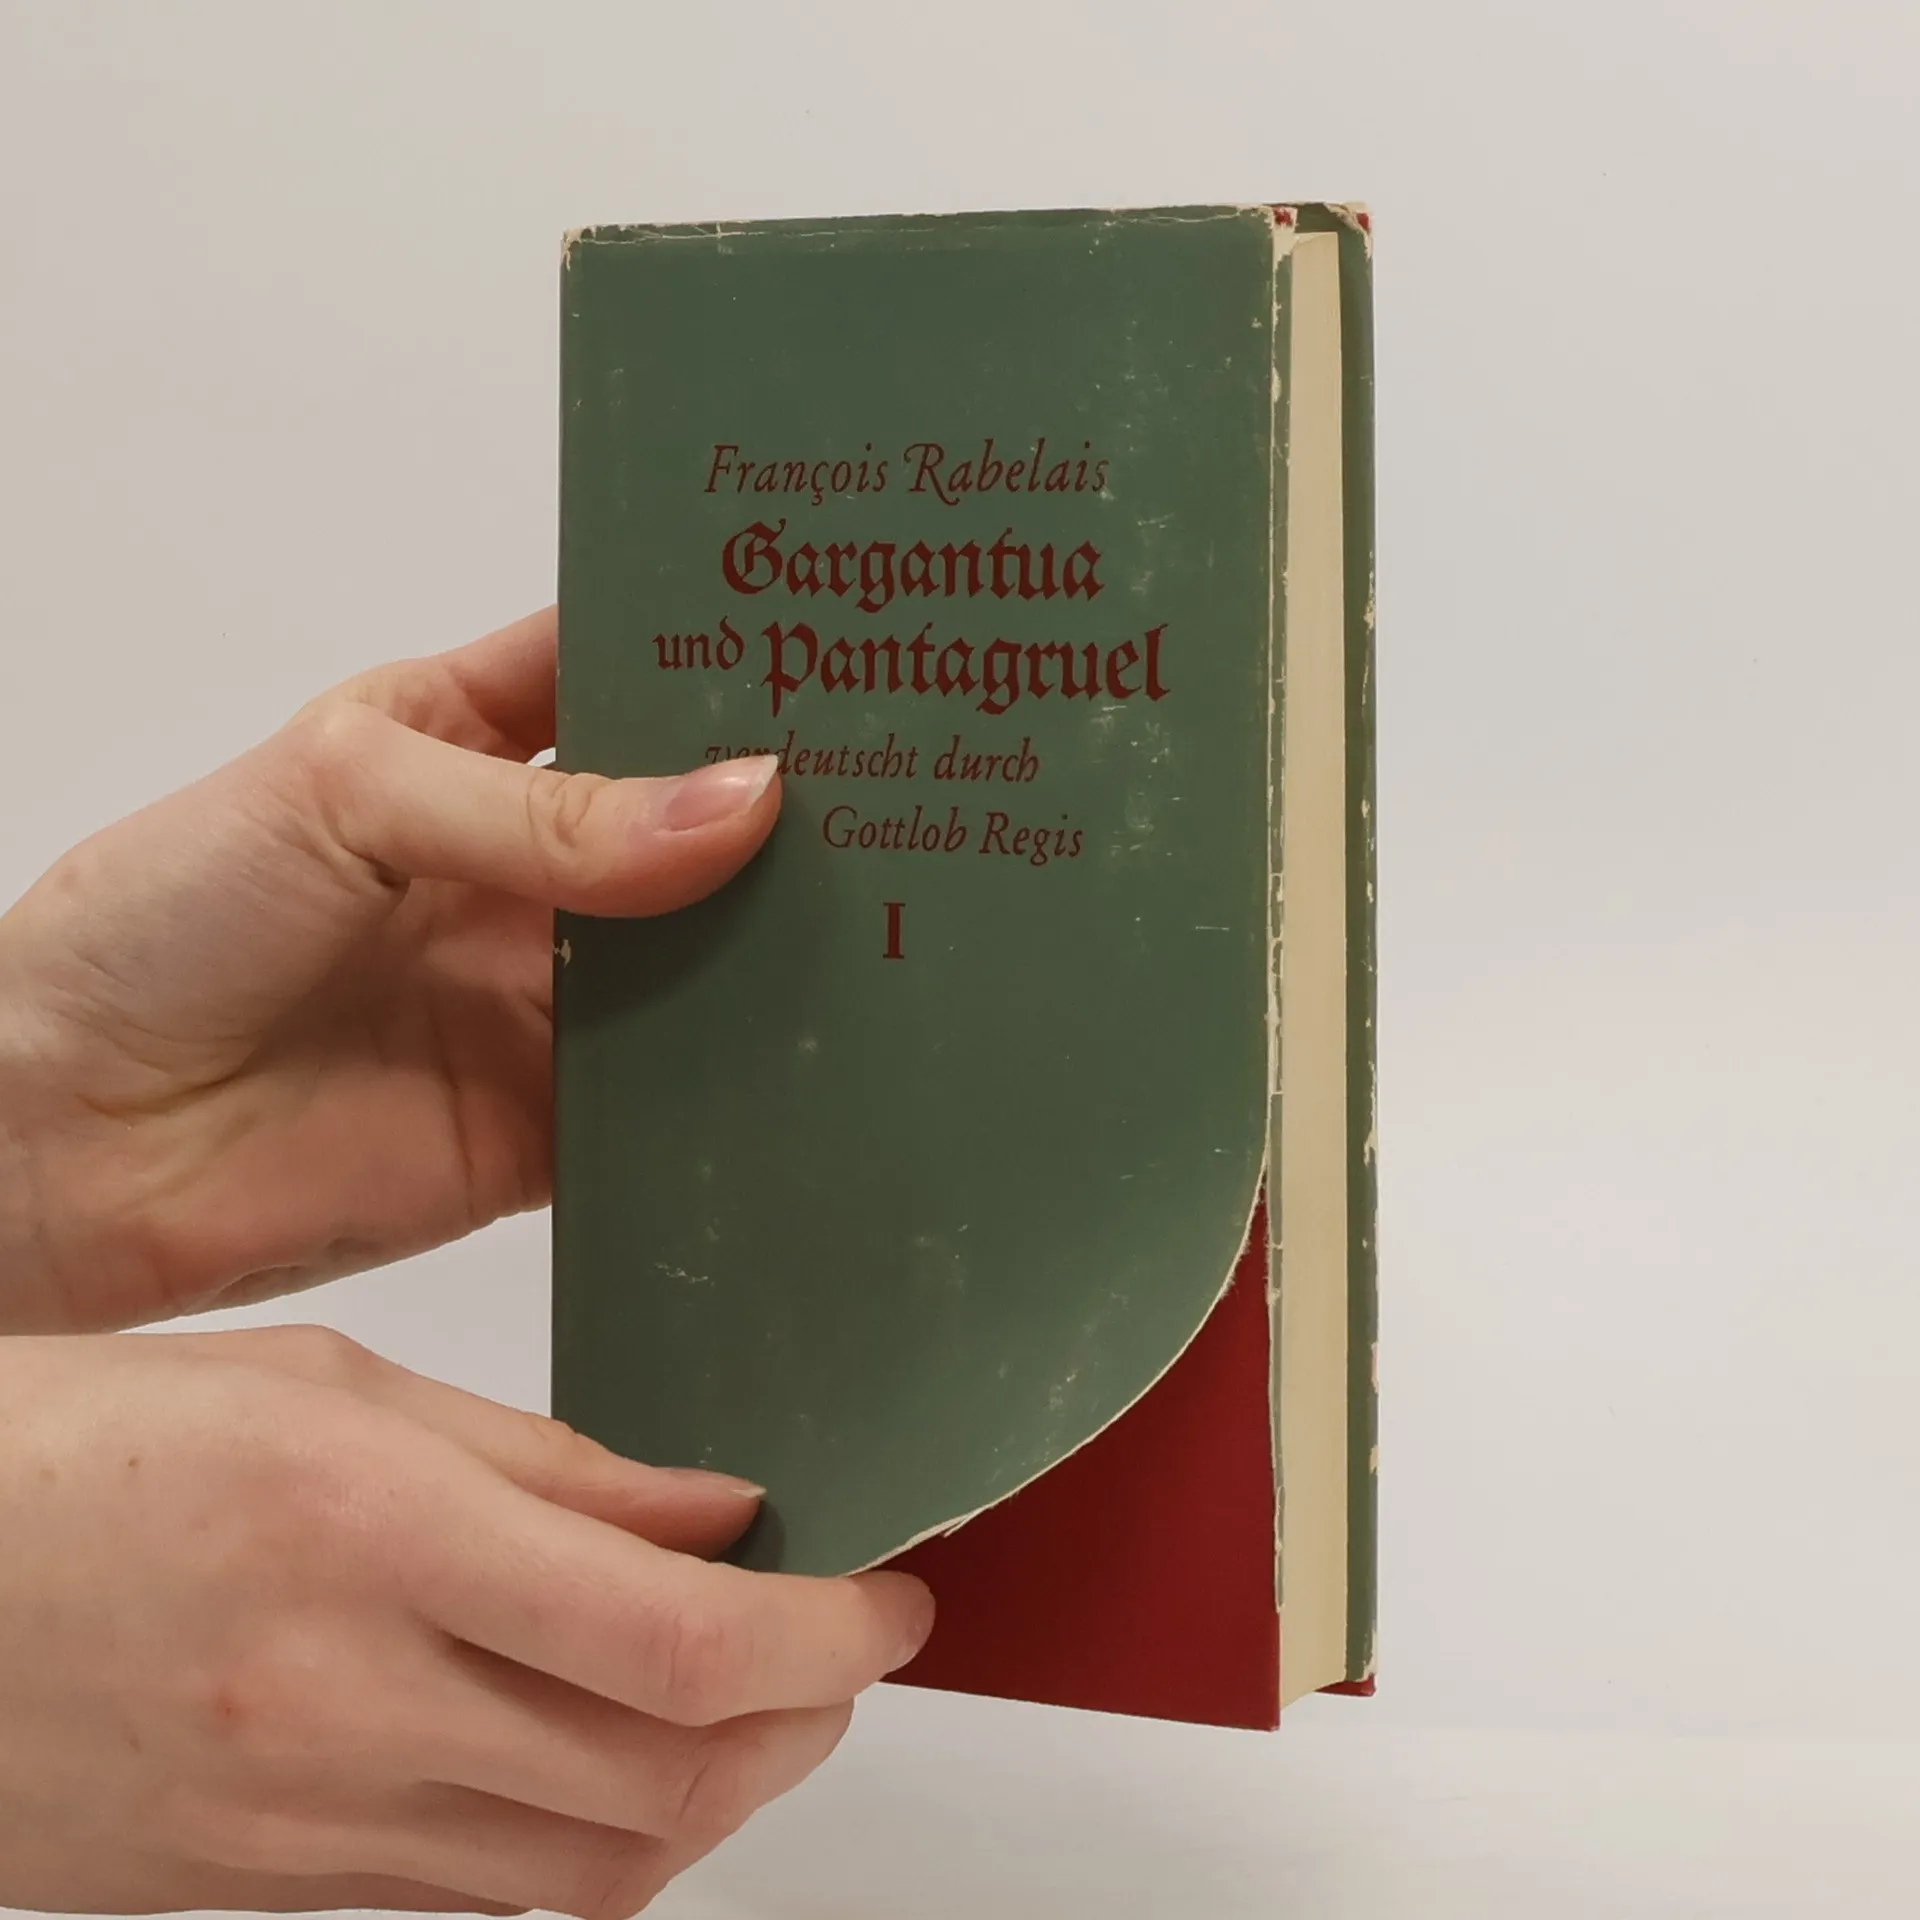 François Rabelais
Gargantua
und Pantagruel
verdeutscht durch
Gottlob Regis
I